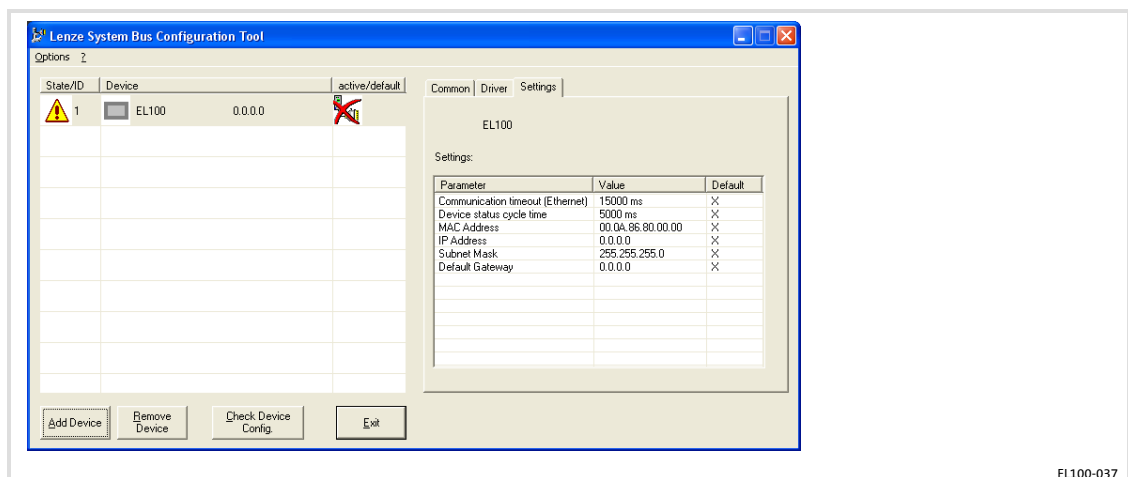 Lenze System Bus Configuration Tool
Options ?
State/ID Device active/default
1 EL100 0.0.0.0
Common Driver Settings
EL100
Settings:
Parameter Value Default
Communication timeout (Ethernet) 15000 ms X
Device status cycle time 5000 ms X
MAC Address 00.0A.86.80.00.00 X
IP Address 0.0.0.0 X
Subnet Mask 255.255.255.0 X
Default Gateway 0.0.0.0 X
Add Device
Remove Device
Check Device Config.
Exit
EL100-037